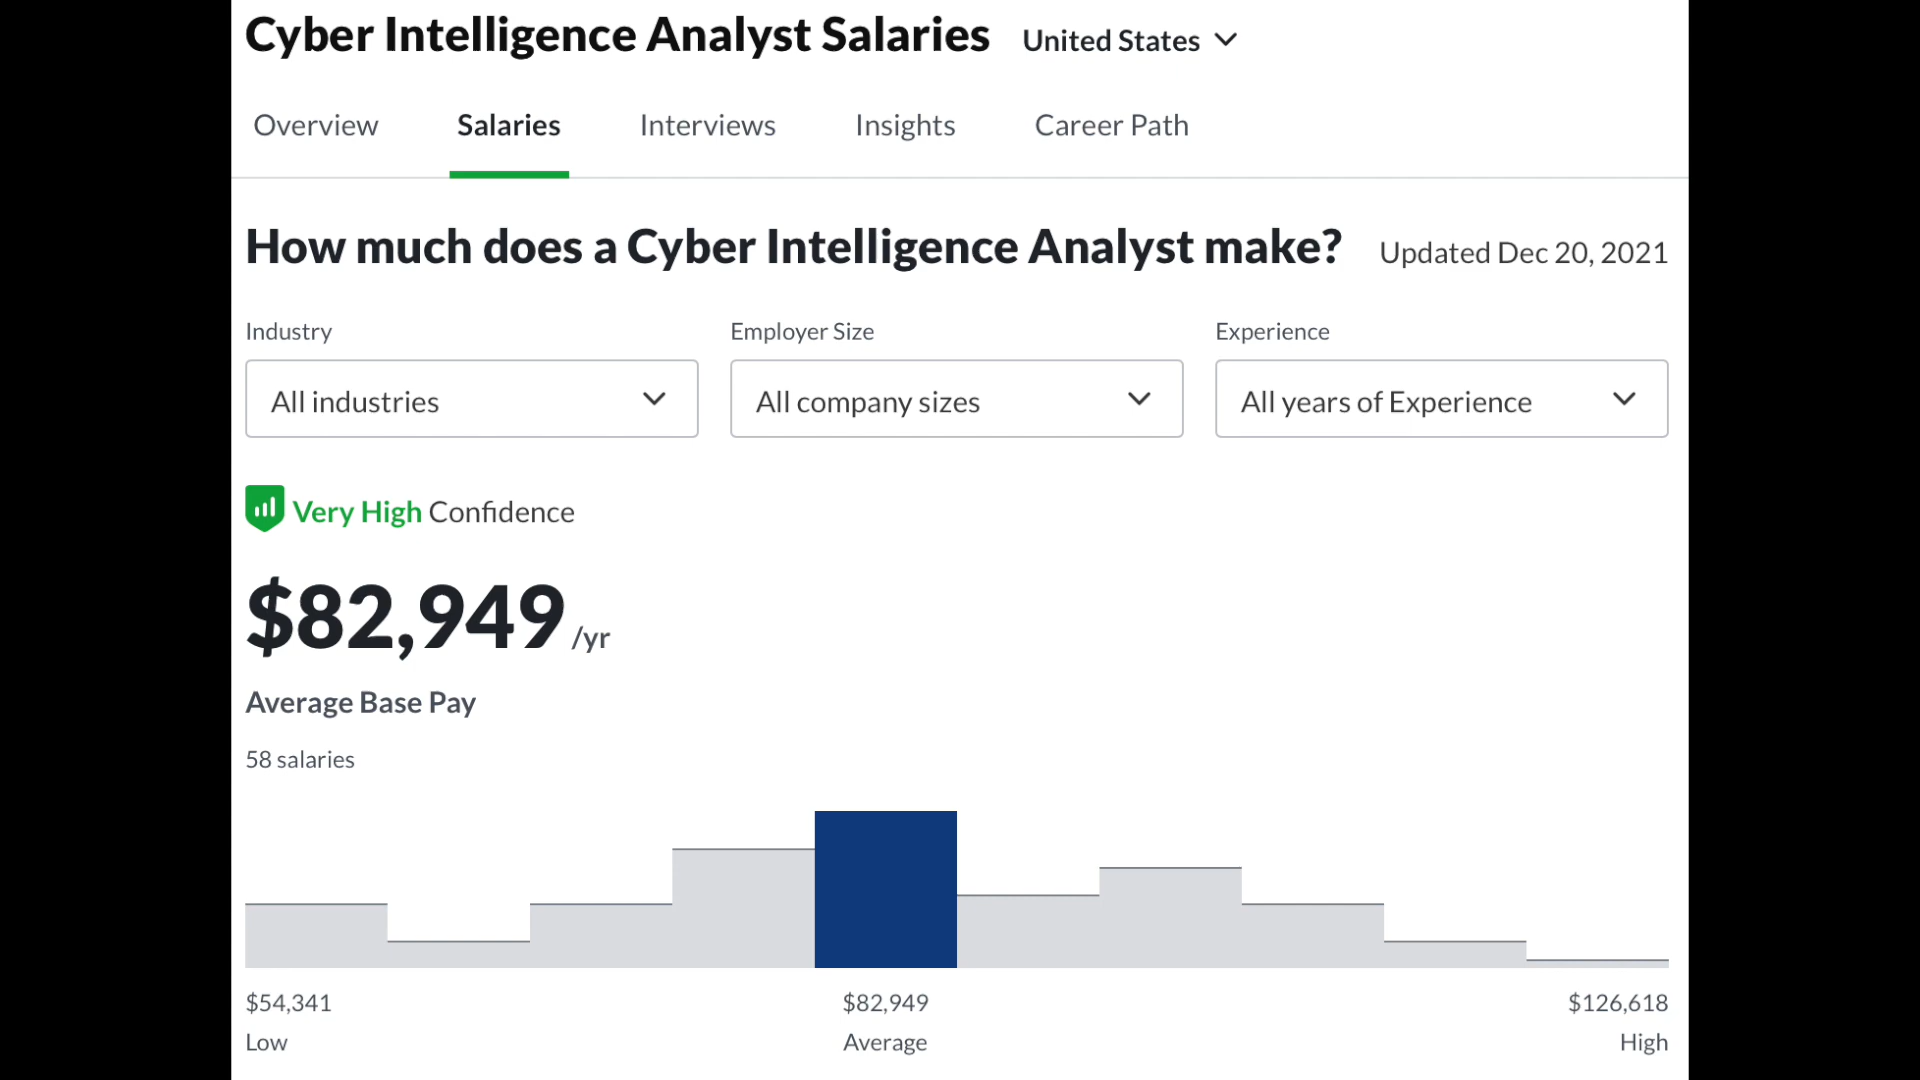 Cyber Intelligence Analyst Salaries United States
Overview Salaries Interviews Insights Career Path
How much does a Cyber Intelligence Analyst make? Updated Dec 20, 2021
Industry Employer Size Experience
All industries All company sizes All years of Experience
Very High Confidence
$82,949 /yr
Average Base Pay
58 salaries
$54,341 $82,949 $126,618
Low Average High